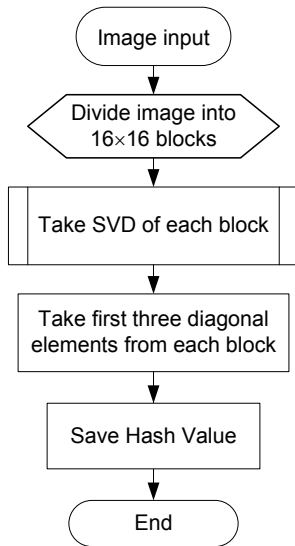 Image input
Divide image into
16×16 blocks
Take SVD of each block
Take first three diagonal
elements from each block
Save Hash Value
End